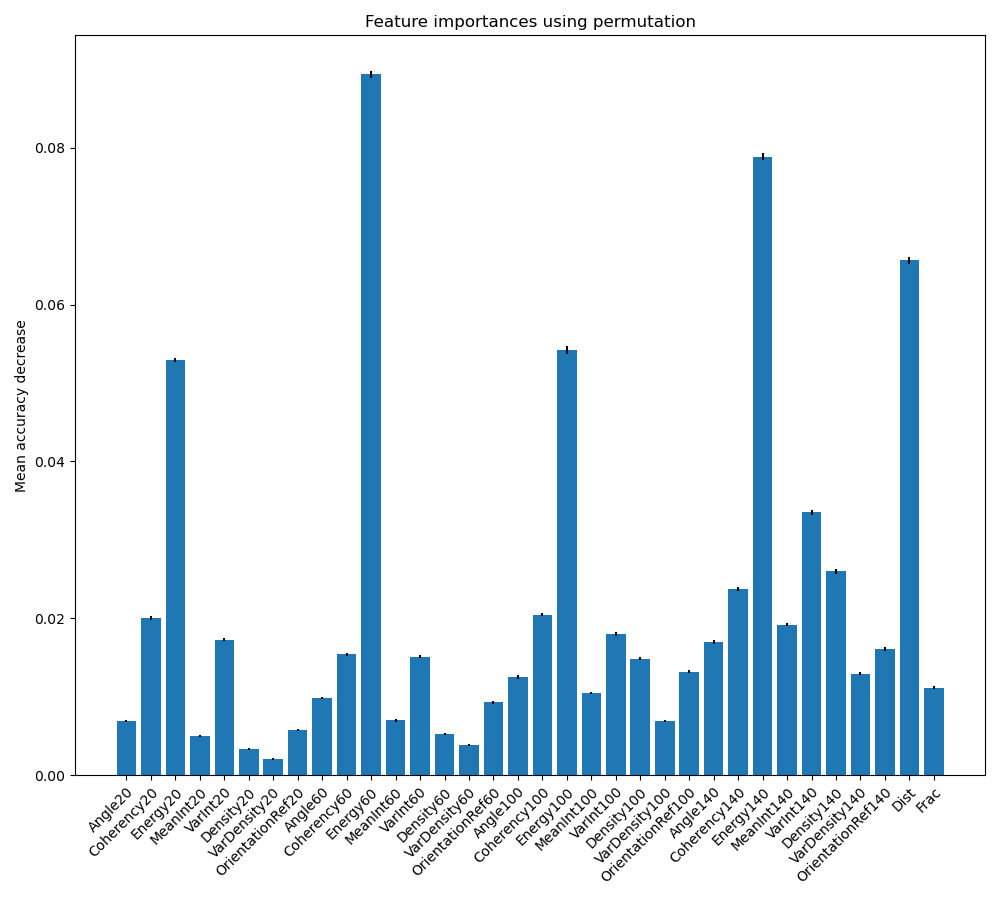 Feature importances using permutation
Mean accuracy decrease
0.08
0.06
0.04
0.02
0.00
Angle20
Coherency20
Energy20
MeanInt20
VarInt20
Density20
VarDensity20
OrientationRef20
Angle60
Coherency60
Energy60
MeanInt60
VarInt60
Density60
VarDensity60
OrientationRef60
Angle100
Coherency100
Energy100
MeanInt100
VarInt100
Density100
VarDensity100
OrientationRef100
Angle140
Coherency140
Energy140
MeanInt140
VarInt140
Density140
VarDensity140
OrientationRef140
Dist
Frac